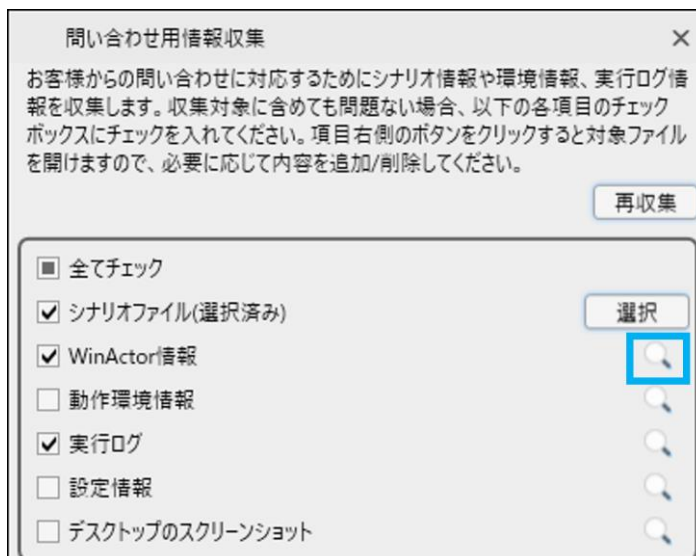 問い合わせ用情報収集
お客様からの問い合わせに対応するためにシナリオ情報や環境情報、実行ログ情
報を収集します。収集対象に含めても問題ない場合、以下の各項目のチェック
ボックスにチェックを入れてください。項目右側のボタンをクリックすると対象ファイル
を開けますので、必要に応じて内容を追加/削除してください。
再収集
全てチェック
シナリオファイル(選択済み)
選択
WinActor情報
動作環境情報
実行ログ
設定情報
デスクトップのスクリーンショット